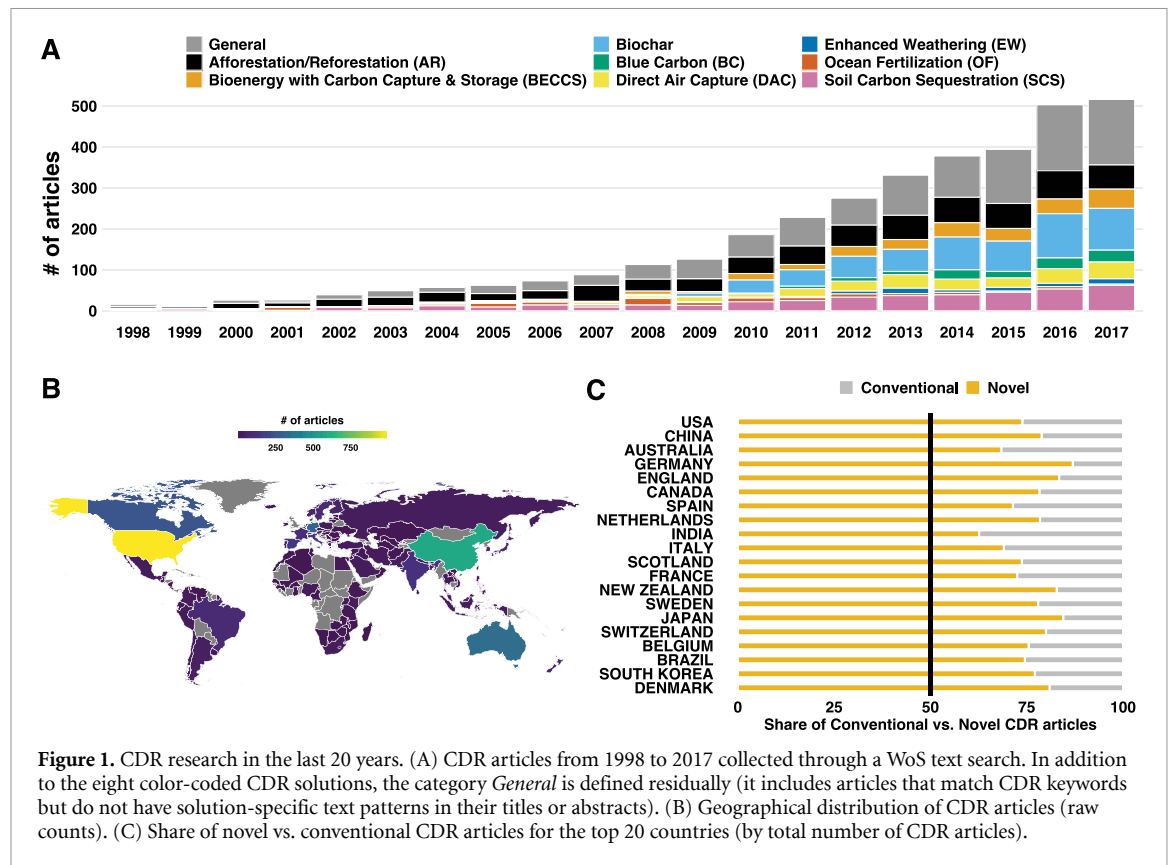 A
General
Afforestation/Reforestation (AR)
Bioenergy with Carbon Capture & Storage (BECCS)
Biochar
Blue Carbon (BC)
Direct Air Capture (DAC)
Enhanced Weathering (EW)
Ocean Fertilization (OF)
Soil Carbon Sequestration (SCS)
# of articles
500
400
300
200
100
0
1998 1999 2000 2001 2002 2003 2004 2005 2006 2007 2008 2009 2010 2011 2012 2013 2014 2015 2016 2017
B
# of articles
250 500 750
C
Conventional Novel
USA
CHINA
AUSTRALIA
GERMANY
ENGLAND
CANADA
SPAIN
NETHERLANDS
INDIA
ITALY
SCOTLAND
FRANCE
NEW ZEALAND
SWEDEN
JAPAN
SWITZERLAND
BELGIUM
BRAZIL
SOUTH KOREA
DENMARK
0 25 50 75 100
Share of Conventional vs. Novel CDR articles
Figure 1. CDR research in the last 20 years. (A) CDR articles from 1998 to 2017 collected through a WoS text search. In addition
to the eight color-coded CDR solutions, the category General is defined residually (it includes articles that match CDR keywords
but do not have solution-specific text patterns in their titles or abstracts). (B) Geographical distribution of CDR articles (raw
counts). (C) Share of novel vs. conventional CDR articles for the top 20 countries (by total number of CDR articles).